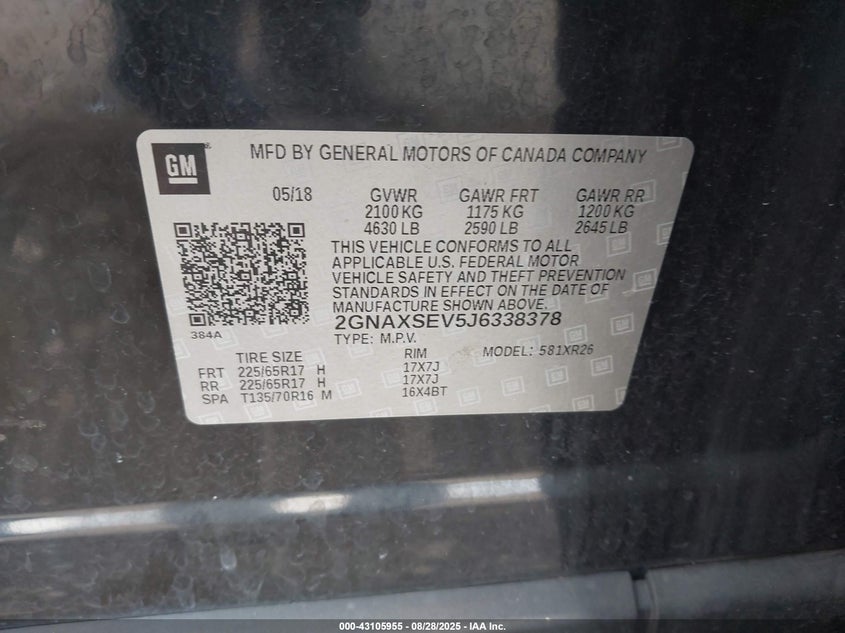 GM
MFD BY GENERAL MOTORS OF CANADA COMPANY
05/18 GVWR GAWR FRT GAWR RR
2100 KG 1175 KG 1200 KG
4630 LB 2590 LB 2645 LB
THIS VEHICLE CONFORMS TO ALL
APPLICABLE U.S. FEDERAL MOTOR
VEHICLE SAFETY AND THEFT PREVENTION
STANDARDS IN EFFECT ON THE DATE OF
MANUFACTURE SHOWN ABOVE.
2GNAXSEV5J6338378
384A
TYPE: M.P.V.
TIRE SIZE RIM MODEL: 581XR26
FRT 225/65R17 H 17X7J
RR 225/65R17 H 17X7J
SPA T135/70R16 M 16X4BT
000-43105955 - 08/28/2025 - IAA Inc.